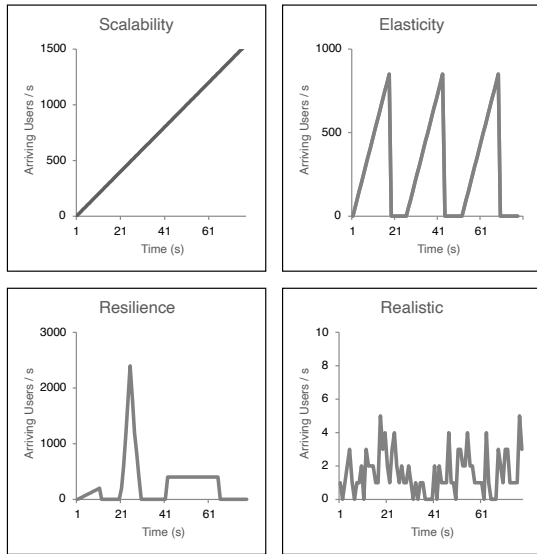 Scalability
Arriving Users / s
1500
1000
500
0
1 21 41 61
Time (s)
Elasticity
Arriving Users / s
1000
500
0
1 21 41 61
Time (s)
Resilience
Arriving Users / s
3000
2000
1000
0
1 21 41 61
Time (s)
Realistic
Arriving Users / s
10
8
6
4
2
0
1 21 41 61
Time (s)